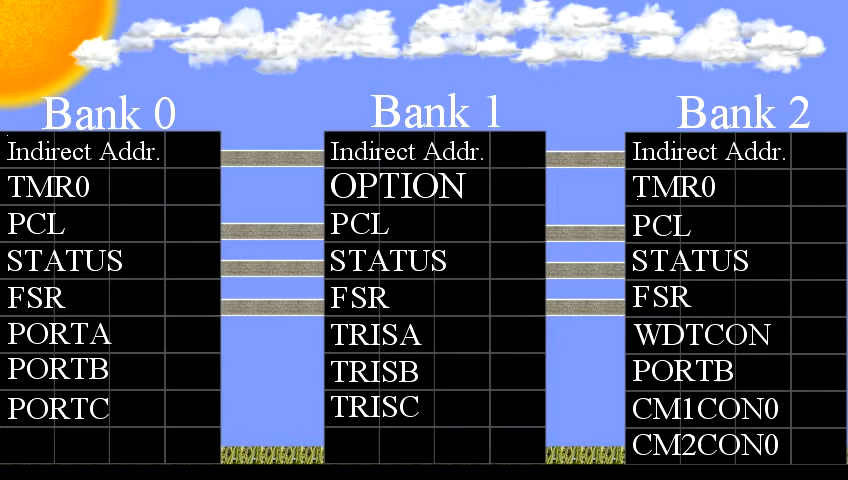 Bank 0
Indirect Addr.
TMR0
PCL
STATUS
FSR
PORTA
PORTB
PORTC
Bank 1
Indirect Addr.
OPTION
PCL
STATUS
FSR
TRISA
TRISB
TRISC
Bank 2
Indirect Addr.
TMR0
PCL
STATUS
FSR
WDTCON
PORTB
CM1CON0
CM2CON0